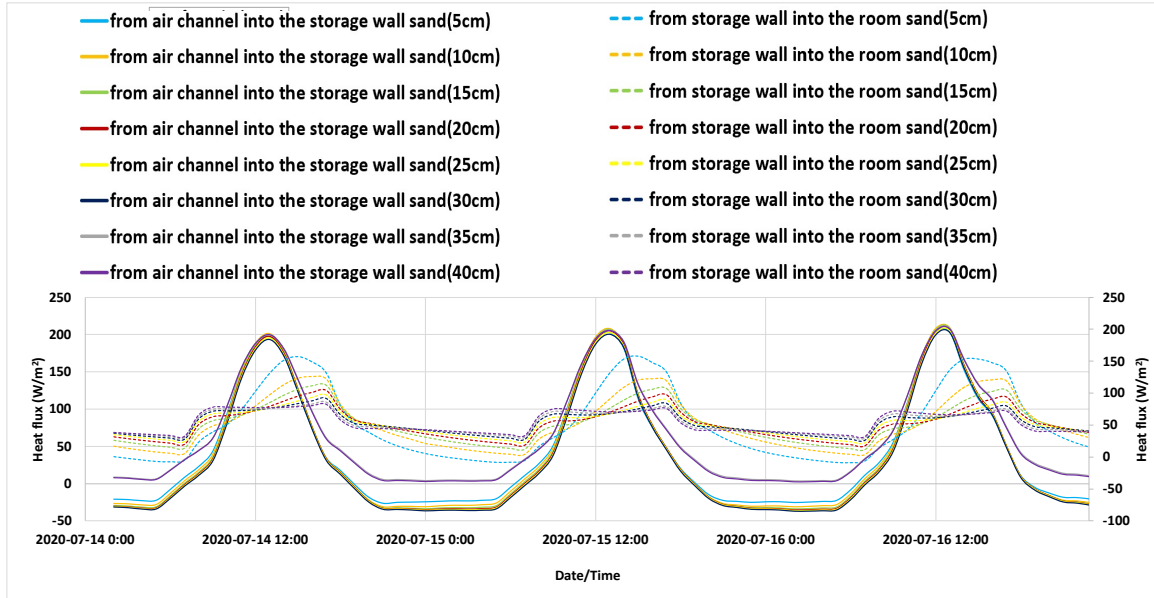 from air channel into the storage wall sand(5cm)
from storage wall into the room sand(5cm)
from air channel into the storage wall sand(10cm)
from storage wall into the room sand(10cm)
from air channel into the storage wall sand(15cm)
from storage wall into the room sand(15cm)
from air channel into the storage wall sand(20cm)
from storage wall into the room sand(20cm)
from air channel into the storage wall sand(25cm)
from storage wall into the room sand(25cm)
from air channel into the storage wall sand(30cm)
from storage wall into the room sand(30cm)
from air channel into the storage wall sand(35cm)
from storage wall into the room sand(35cm)
from air channel into the storage wall sand(40cm)
from storage wall into the room sand(40cm)
250
200
150
100
50
0
-50
Heat flux (W/m²)
250
200
150
100
50
0
-50
-100
Heat flux (W/m²)
2020-07-14 0:00
2020-07-14 12:00
2020-07-15 0:00
2020-07-15 12:00
2020-07-16 0:00
2020-07-16 12:00
Date/Time